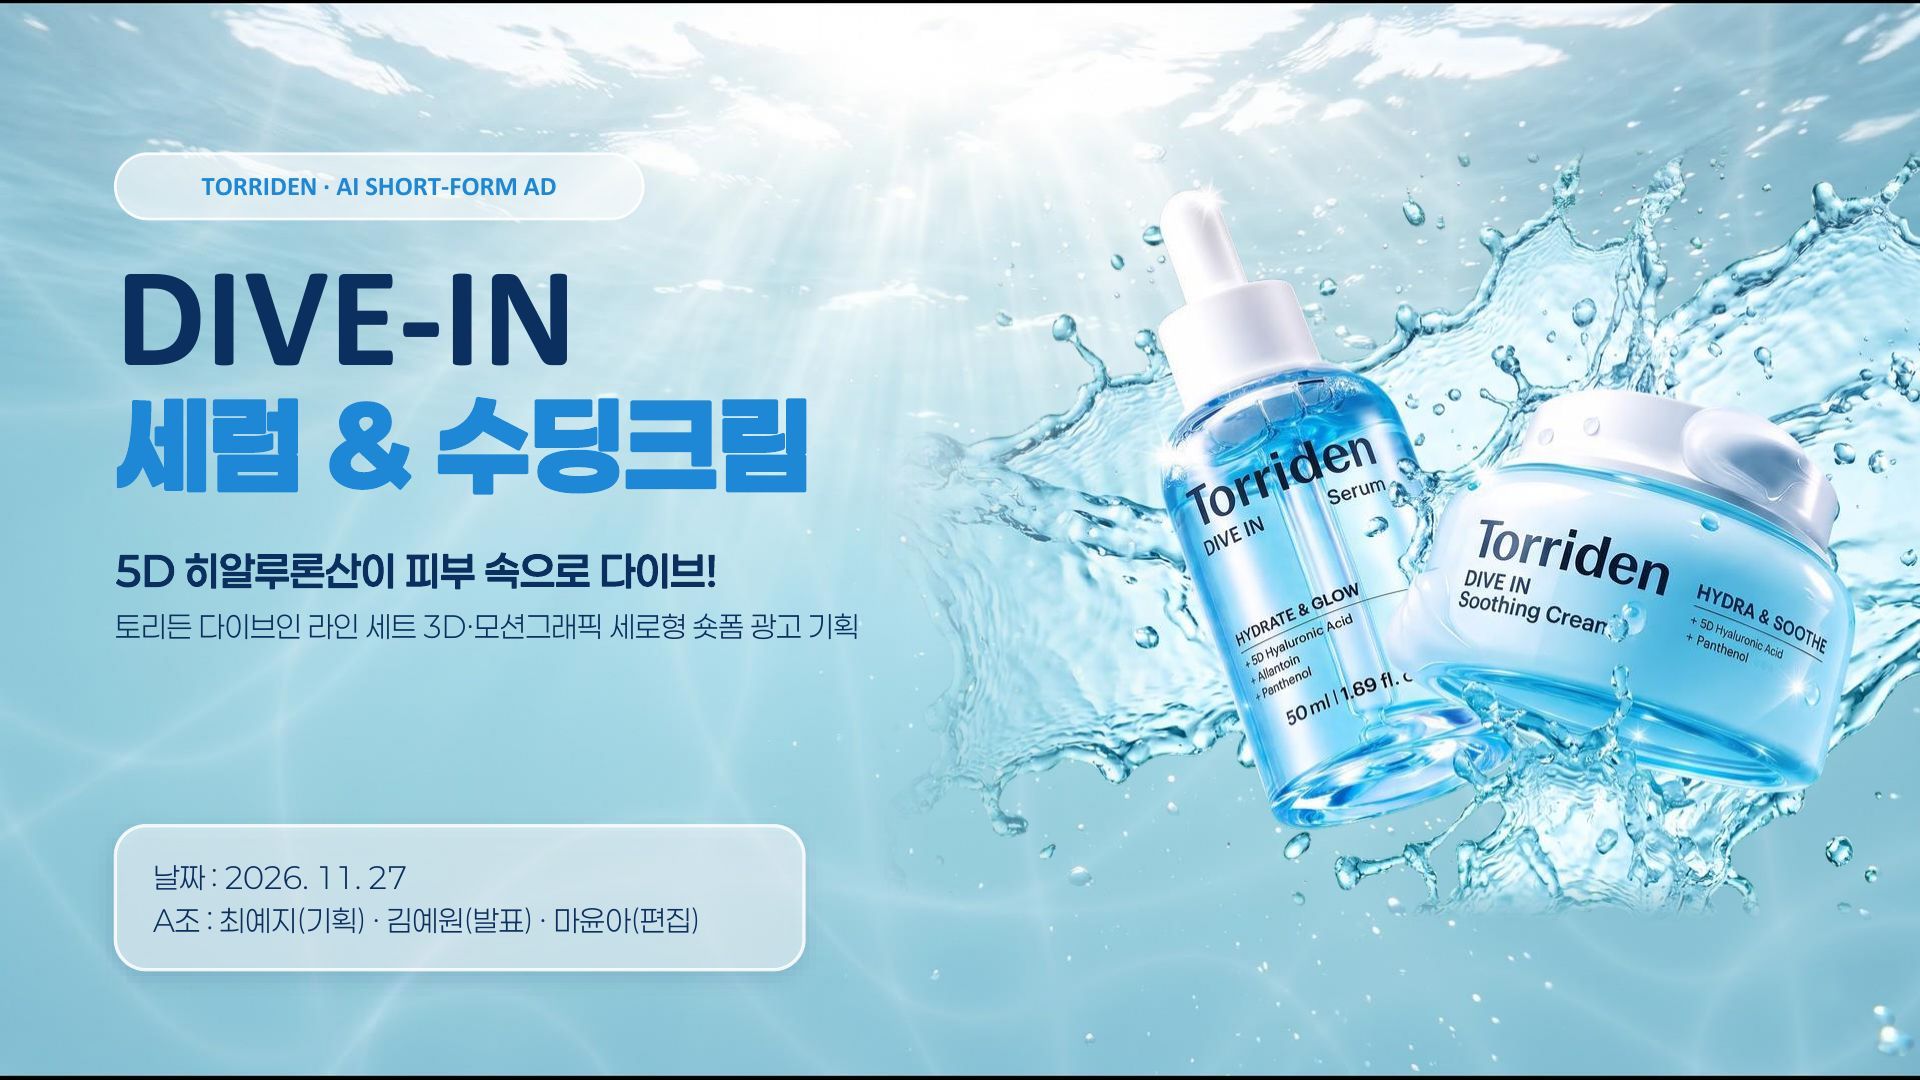 TORRIDEN · AI SHORT-FORM AD
DIVE-IN
세럼 & 수딩크림
5D 히알루론산이 피부 속으로 다이브!
토리든 다이브인 라인 세트 3D·모션그래픽 세로형 숏폼 광고 기획
날짜 : 2026. 11. 27
A조 : 최예지(기획) · 김예원(발표) · 마윤아(편집)
Torriden
Serum
DIVE IN
HYDRATE & GLOW
+ 5D Hyaluronic Acid
+ Allantoin
+ Panthenol
50 ml | 1.69 fl.
Torriden
DIVE IN
Soothing Cream
HYDRA & SOOTHE
+ 5D Hyaluronic Acid
+ Panthenol